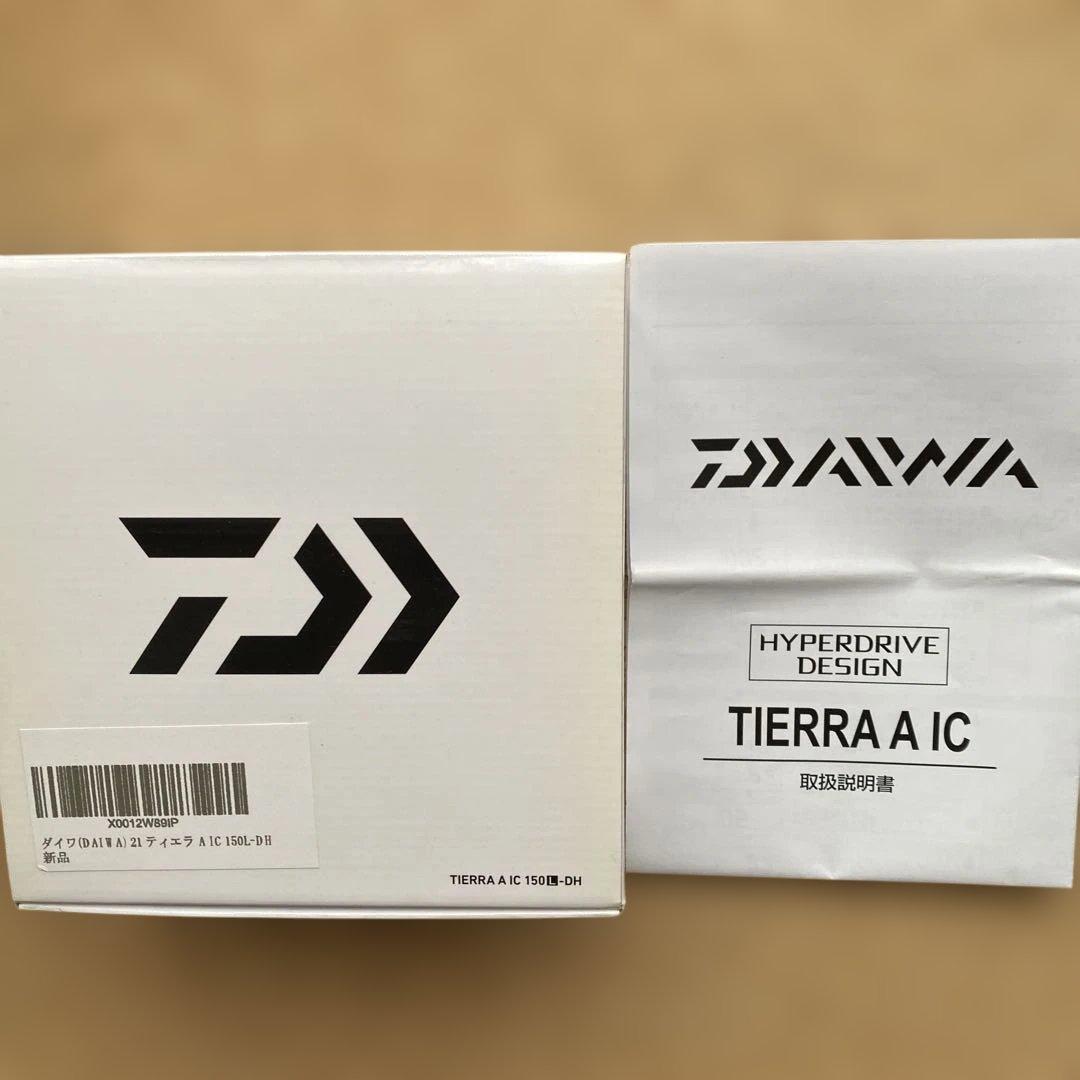 X0012W89IP
ダイワ(DAIWA) 21 ティエラ A IC 150L-DH
新品
TIERRA A IC 150L-DH
DAIWA
HYPERDRIVE
DESIGN
TIERRA A IC
取扱説明書